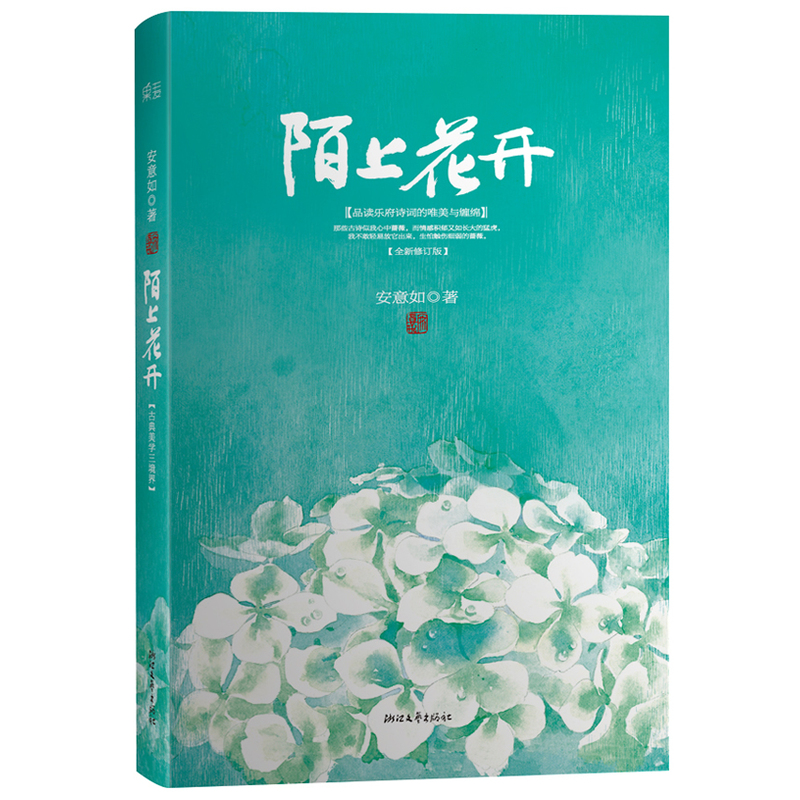 陌上花开
【品读乐府诗词的唯美与缠绵】
那些古诗似我心中蔷薇，而情感积郁又如长大的猛虎，
我不敢轻易放它出来，生怕触伤细弱的蔷薇。
【全新修订版】
安意如◎著
浙江文艺出版社
安意如◎著
陌上花开
【古典美学三境界】